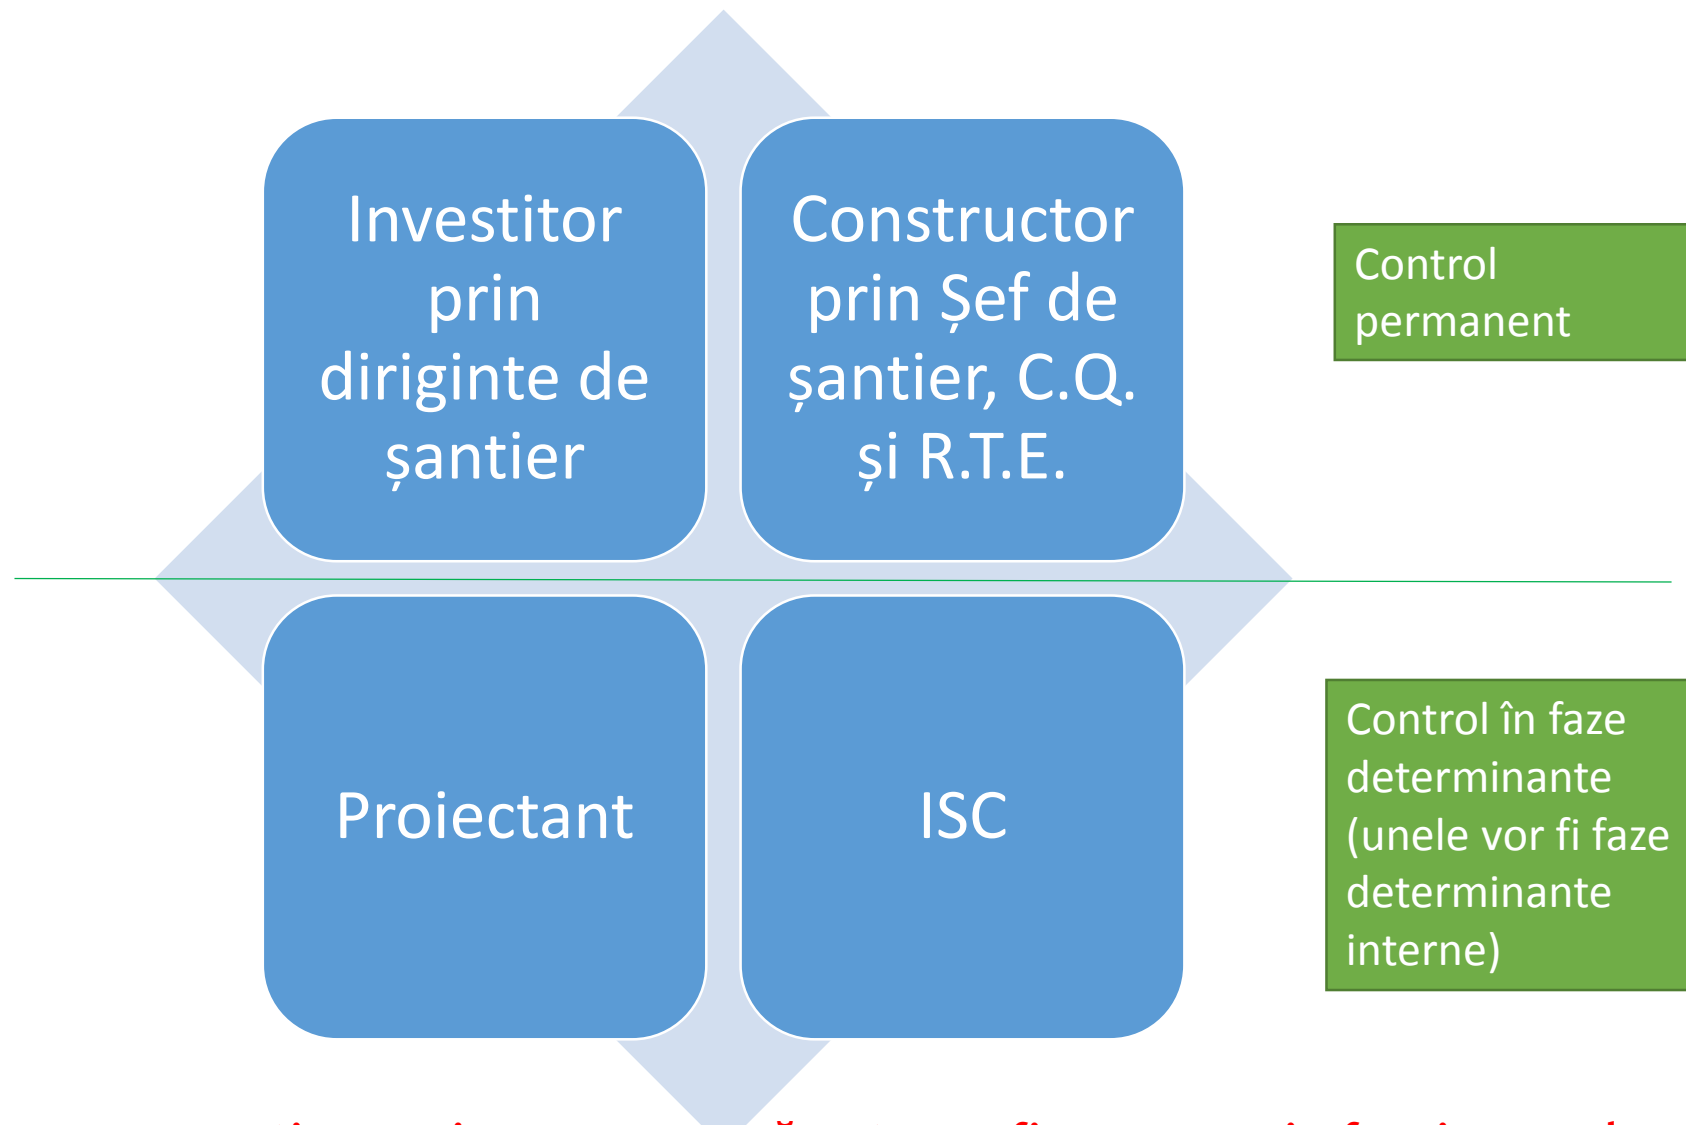 Investitor
prin
diriginte de
șantier
Constructor
prin Șef de
șantier, C.Q.
și R.T.E.
Control
permanent
Proiectant
ISC
Control în faze
determinante
(unele vor fi faze
determinante
interne)